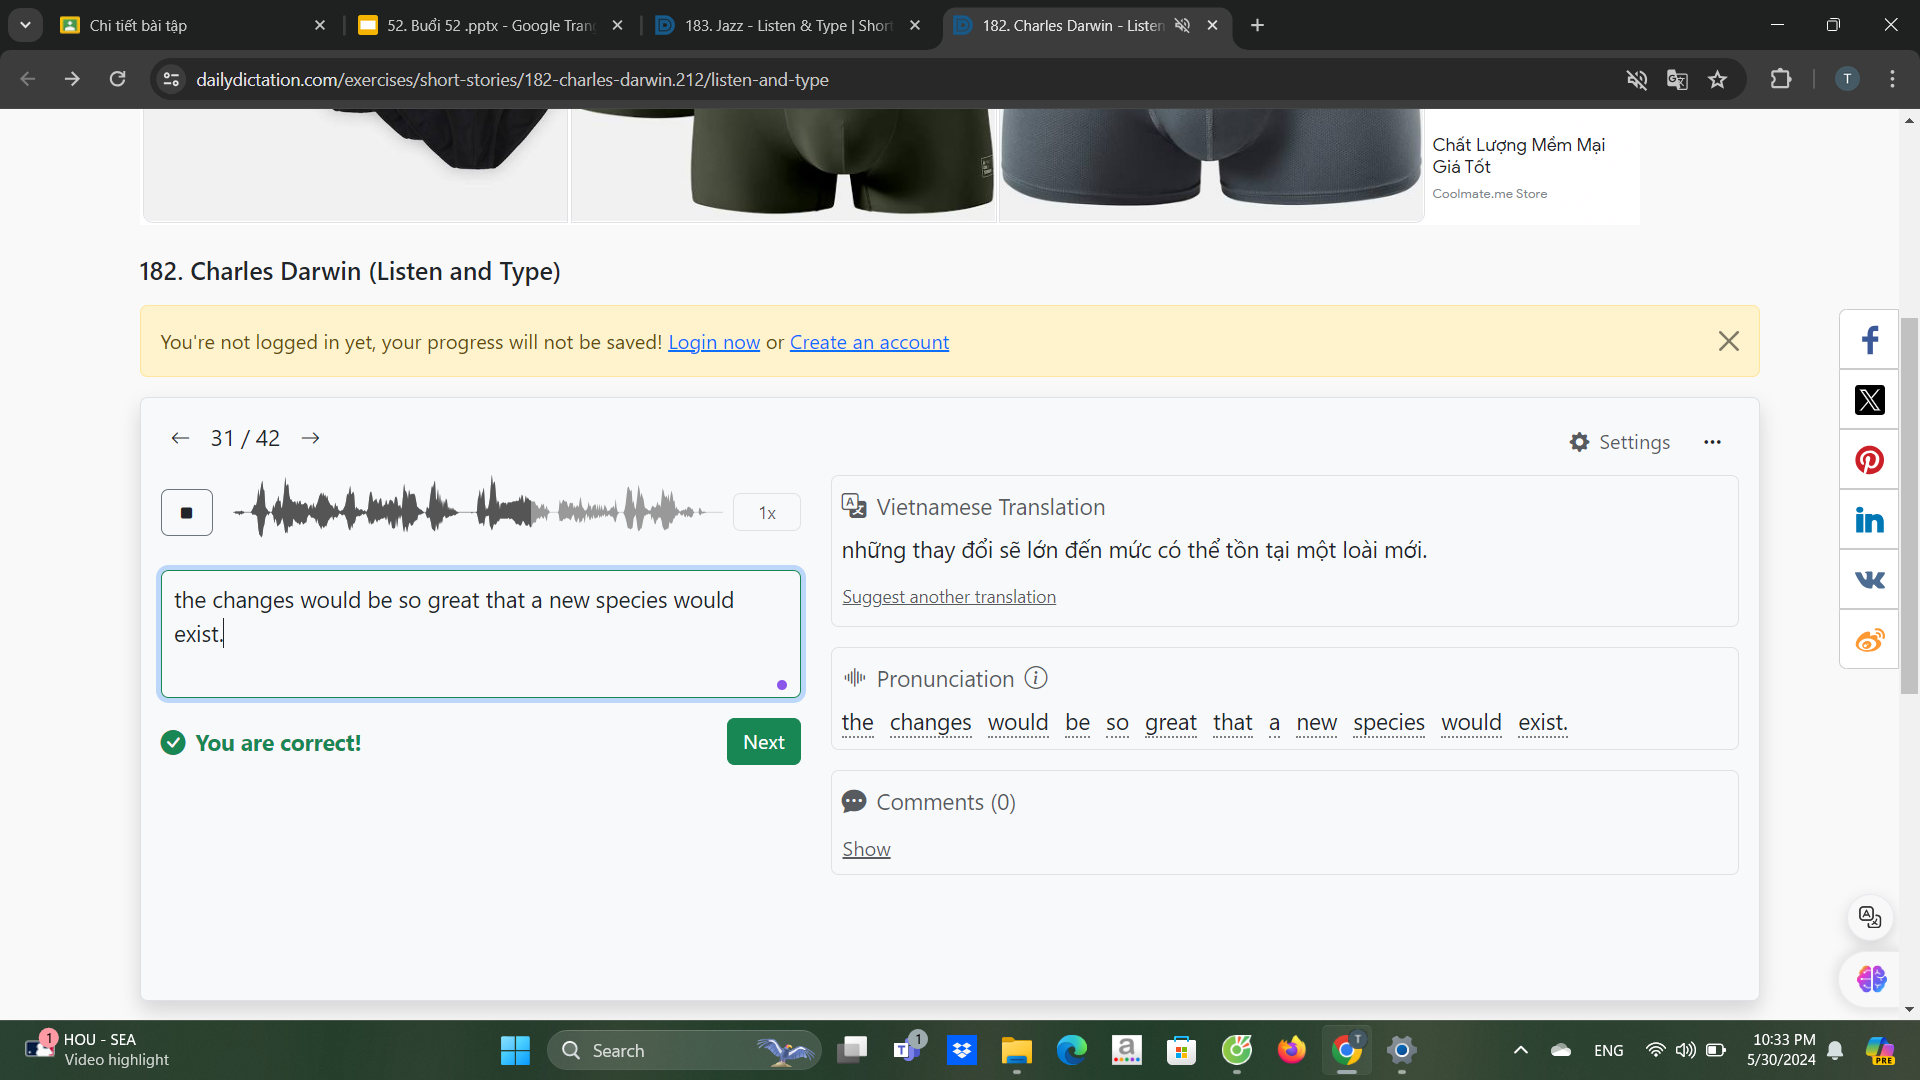 Chi tiết bài tập
52. Buổi 52 .pptx - Google Tran
183. Jazz - Listen & Type | Shor
182. Charles Darwin - Listen
dailydictation.com/exercises/short-stories/182-charles-darwin.212/listen-and-type
T
Chất Lượng Mềm Mại
Giá Tốt
Coolmate.me Store
182. Charles Darwin (Listen and Type)
You're not logged in yet, your progress will not be saved! Login now or Create an account
31 / 42
Settings
1x
Vietnamese Translation
những thay đổi sẽ lớn đến mức có thể tồn tại một loài mới.
Suggest another translation
the changes would be so great that a new species would
exist.
Pronunciation
the changes would be so great that a new species would exist.
You are correct!
Next
Comments (0)
Show
1
HOU - SEA
Video highlight
Search
1
T
ENG
10:33 PM
5/30/2024
PRE